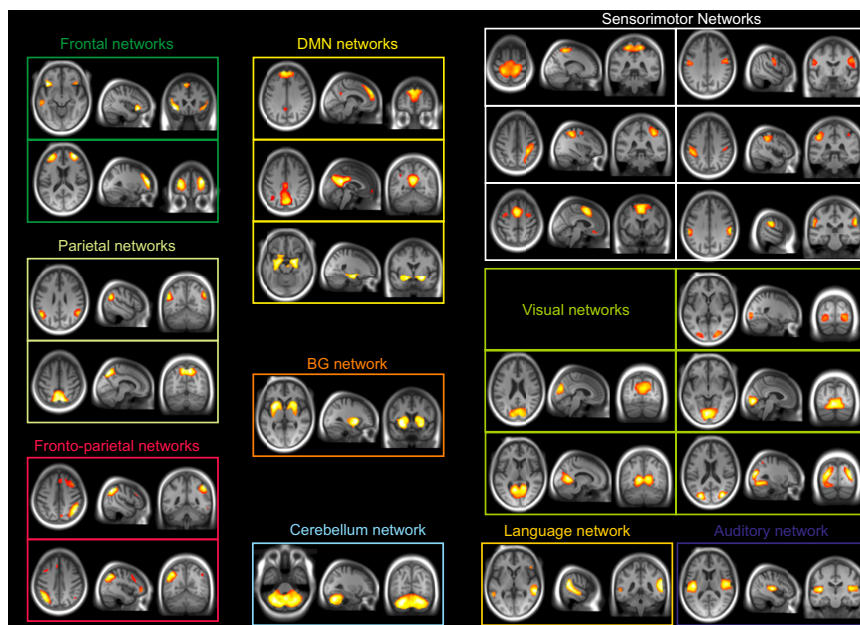 Sensorimotor Networks
Frontal networks
DMN networks
Parietal networks
Visual networks
BG network
Fronto-parietal networks
Cerebellum network
Language network
Auditory network